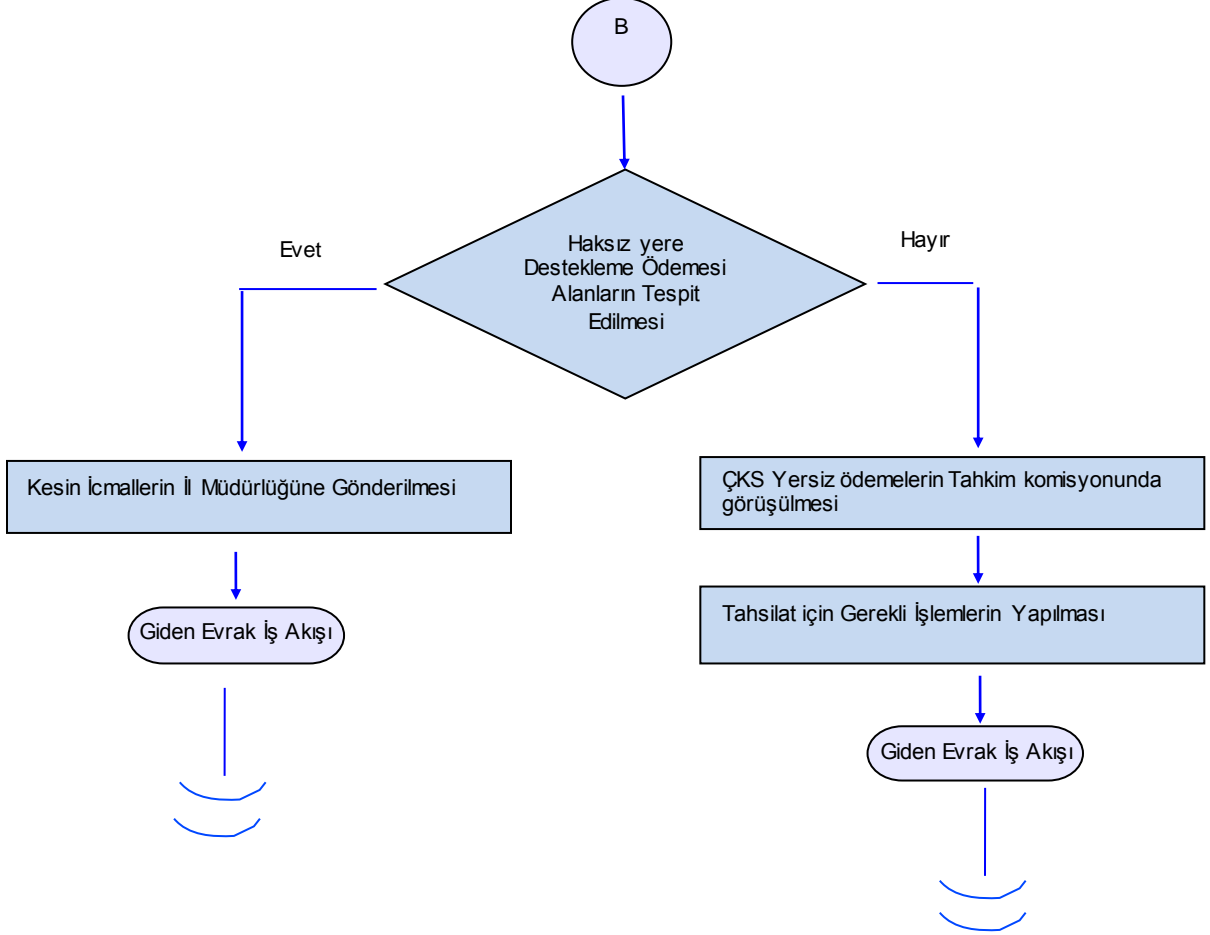 B
Evet
Hayır
Haksız yere
Destekleme Ödemesi
Alanların Tespit
Edilmesi
Kesin İcmallerin İl Müdürlüğüne Gönderilmesi
ÇKS Yersiz ödemelerin Tahkim komisyonunda
görüşülmesi
Tahsilat için Gerekli İşlemlerin Yapılması
Giden Evrak İş Akışı
Giden Evrak İş Akışı